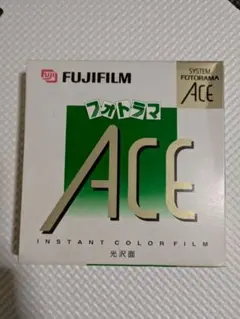 Fuji
FUJIFILM
SYSTEM
FOTORAMA
ACE
フォトラマ
ACE
INSTANT COLOR FILM
光沢面